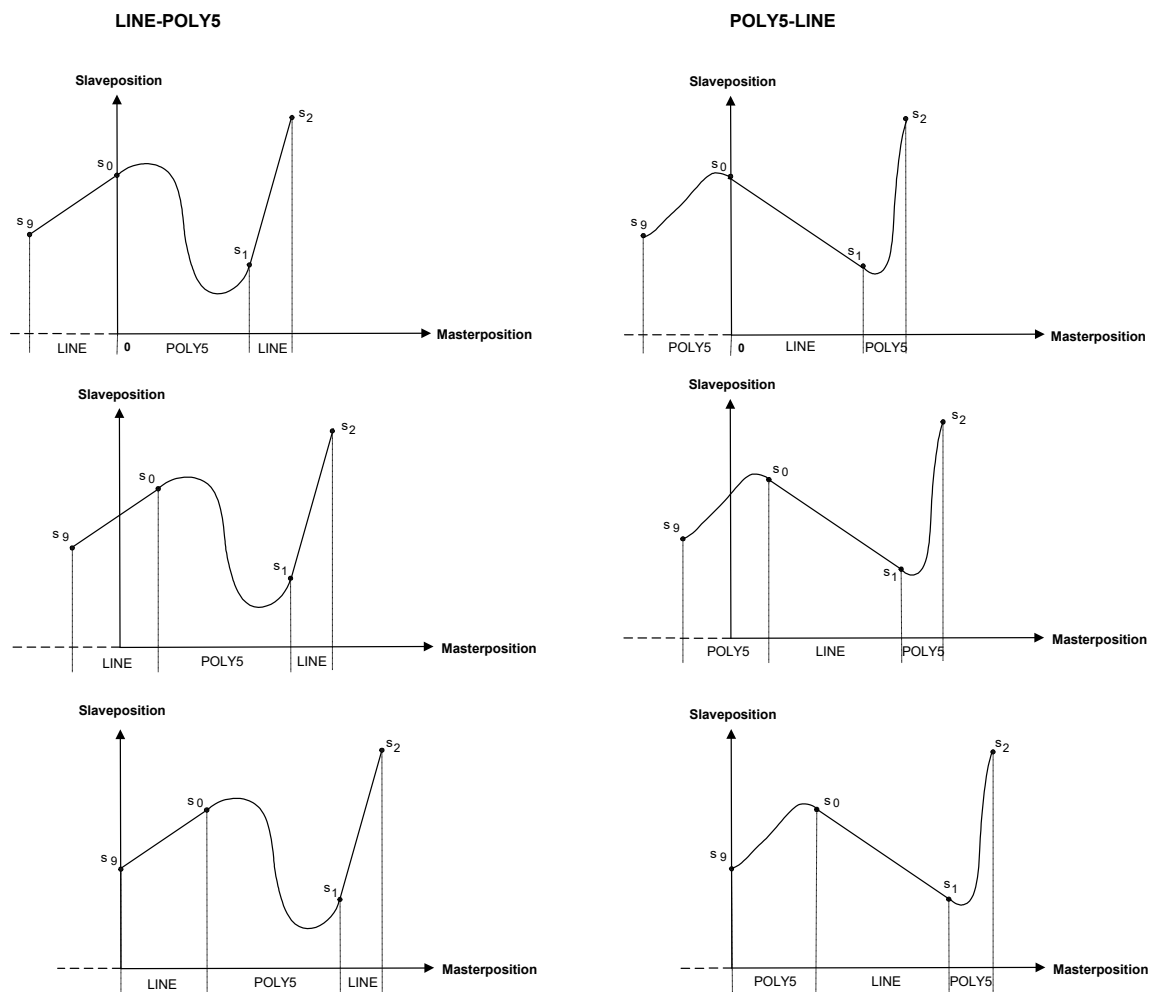 LINE-POLY5
POLY5-LINE
Slaveposition
s2
s0
s9
s1
Masterposition
LINE
0
POLY5
LINE
Slaveposition
s2
s0
s9
s1
Masterposition
POLY5
0
LINE
POLY5
Slaveposition
s2
s0
s9
s1
Masterposition
LINE
POLY5
LINE
Slaveposition
s2
s0
s9
s1
Masterposition
POLY5
LINE
POLY5
Slaveposition
s2
s0
s9
s1
Masterposition
LINE
POLY5
LINE
Slaveposition
s2
s0
s9
s1
Masterposition
POLY5
LINE
POLY5